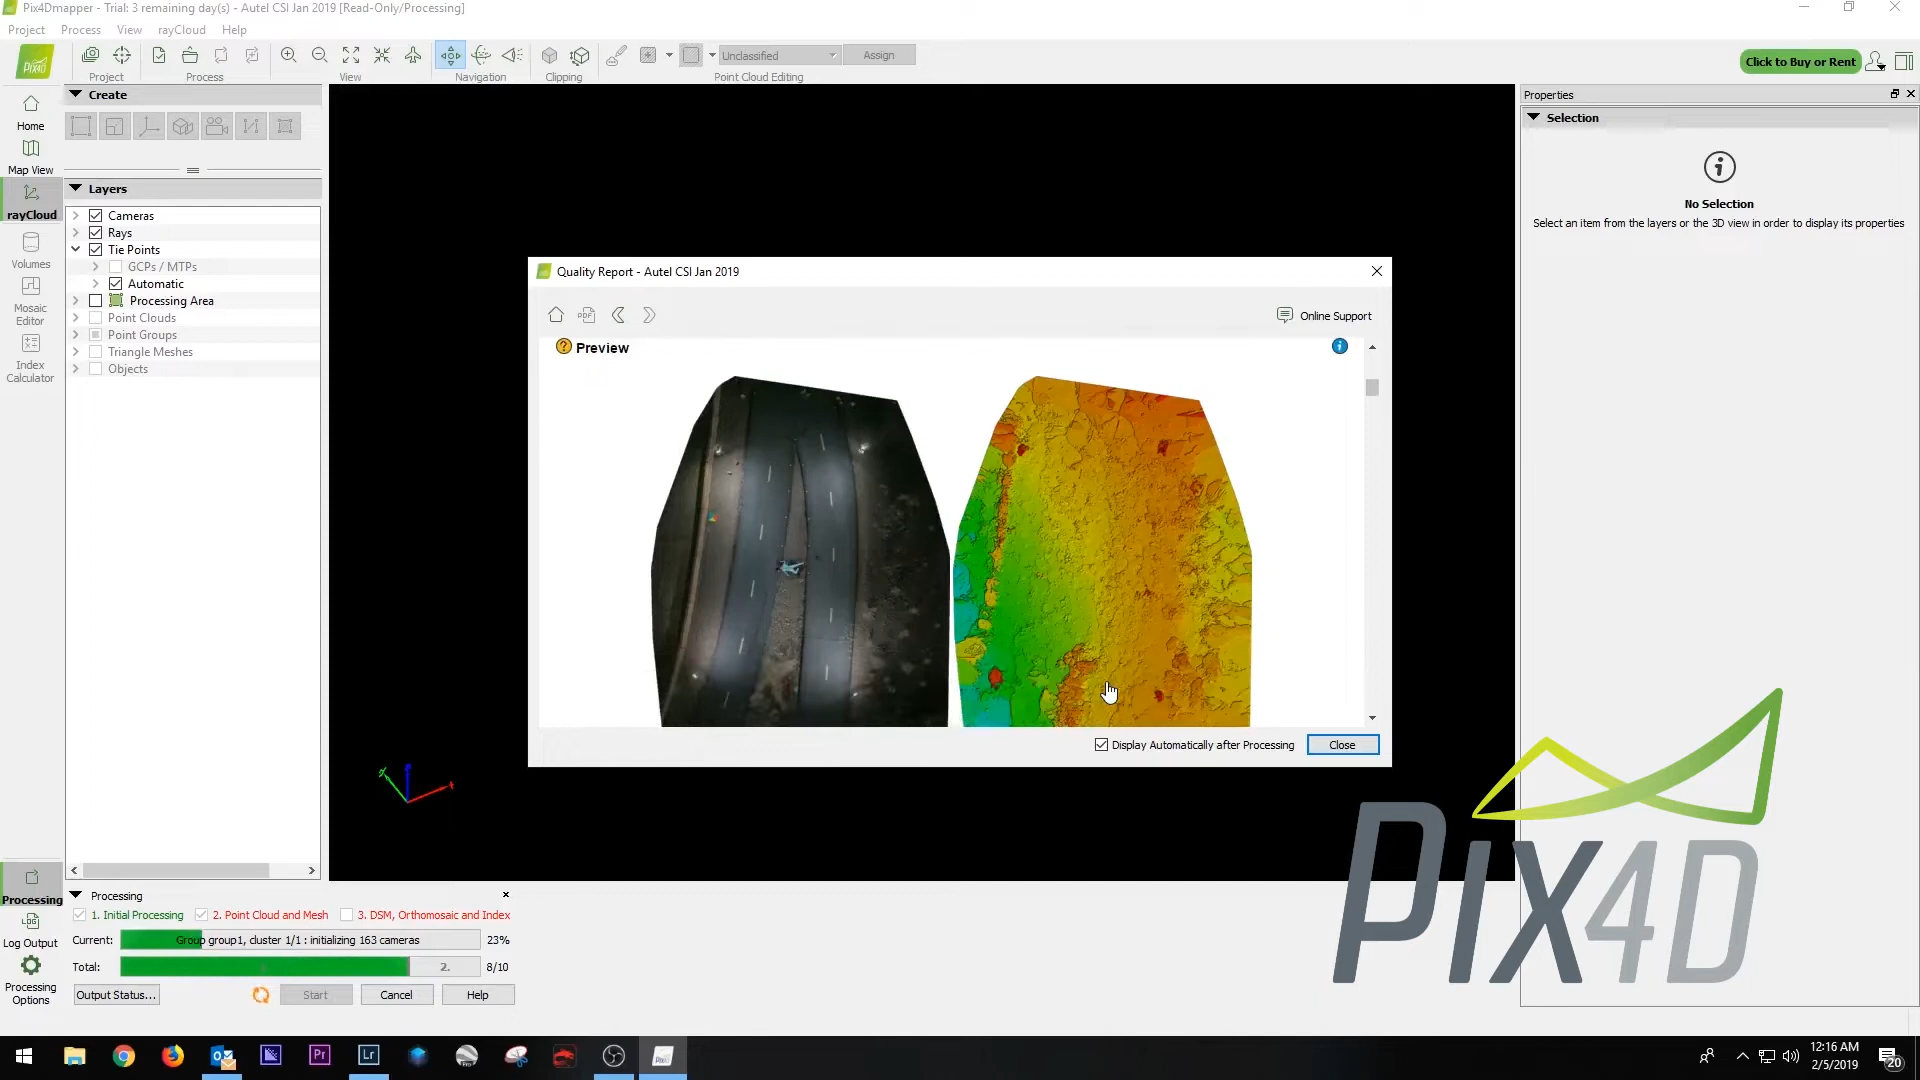 Pix4Dmapper - Trial: 3 remaining day(s) - Autel CSI Jan 2019 [Read-Only/Processing]
Project Process View rayCloud Help
PIX4D
Project Process View Navigation Clipping Point Cloud Editing
Unclassified
Assign
Click to Buy or Rent
Home
Map View
rayCloud
Volumes
Mosaic
Editor
Index
Calculator
Create
Layers
Cameras
Rays
Tie Points
GCPs / MTPs
Automatic
Processing Area
Point Clouds
Point Groups
Triangle Meshes
Objects
Quality Report - Autel CSI Jan 2019
PDF
Online Support
Preview
Display Automatically after Processing
Close
Properties
Selection
No Selection
Select an item from the layers or the 3D view in order to display its properties
Processing
LOG
Log Output
Processing
Options
Processing
1. Initial Processing 2. Point Cloud and Mesh 3. DSM, Orthomosaic and Index
Current: Group group1, cluster 1/1 : initializing 163 cameras 23%
Total: 2. 8/10
Output Status... Start Cancel Help
PIX4D
Pr
Lr
12:16 AM
2/5/2019
20